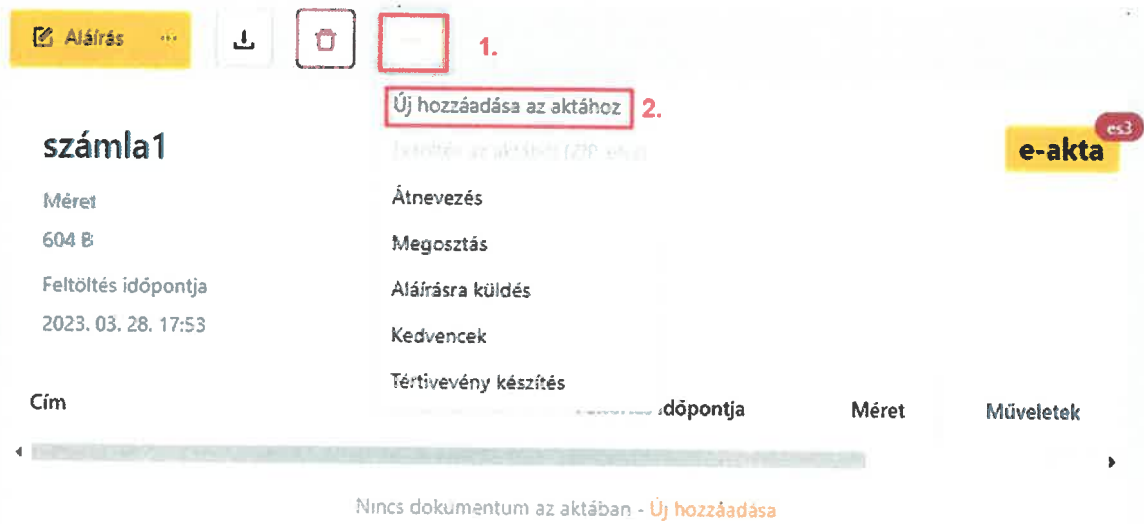 Aláírás ...
1.
Új hozzáadása az aktához 2.
számla1
es3
e-akta
Méret
604 B
Feltöltés időpontja
2023. 03. 28. 17:53
Átnevezés
Megosztás
Aláírásra küldés
Kedvencek
Tértivevény készítés
Cím időpontja Méret Műveletek
Nincs dokumentum az aktában - Új hozzáadása